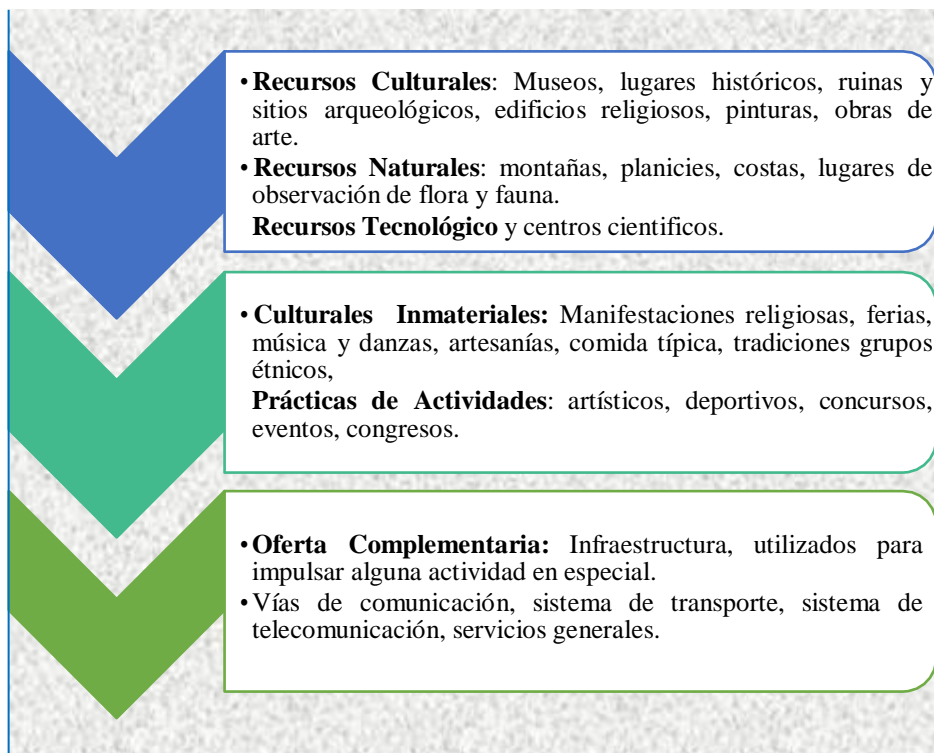 • Recursos Culturales: Museos, lugares históricos, ruinas y
sitios arqueológicos, edificios religiosos, pinturas, obras de
arte.
• Recursos Naturales: montañas, planicies, costas, lugares de
observación de flora y fauna.
Recursos Tecnológico y centros cientificos.
• Culturales Inmateriales: Manifestaciones religiosas, ferias,
música y danzas, artesanías, comida típica, tradiciones grupos
étnicos,
Prácticas de Actividades: artísticos, deportivos, concursos,
eventos, congresos.
• Oferta Complementaria: Infraestructura, utilizados para
impulsar alguna actividad en especial.
• Vías de comunicación, sistema de transporte, sistema de
telecomunicación, servicios generales.